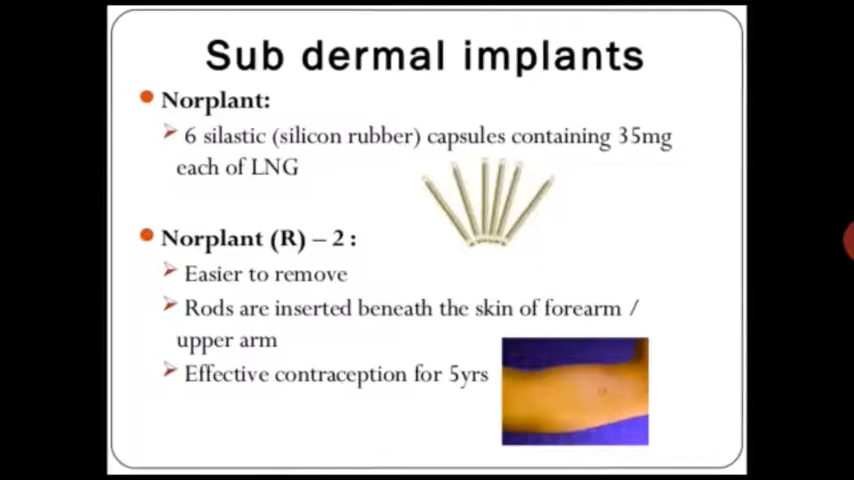 Sub dermal implants
Norplant:
6 silastic (silicon rubber) capsules containing 35mg
each of LNG
Norplant (R) – 2 :
Easier to remove
Rods are inserted beneath the skin of forearm /
upper arm
Effective contraception for 5yrs